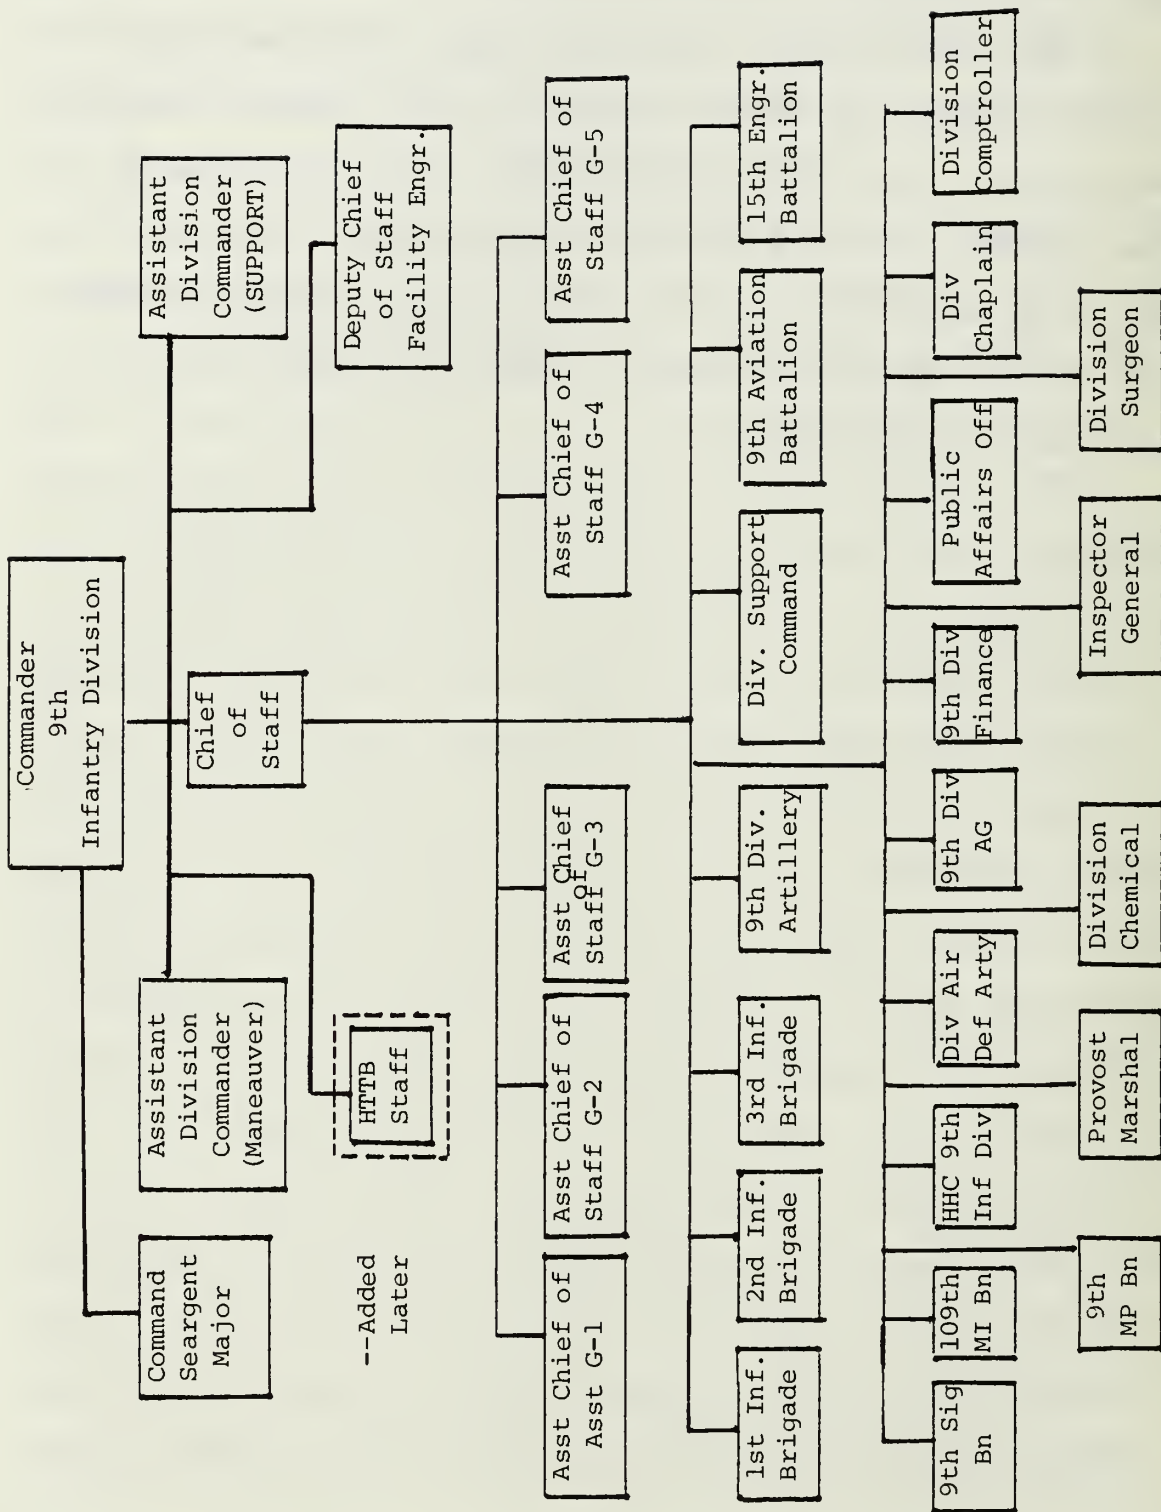 Commander
9th
Infantry Division
Command
Seargent
Major
Assistant
Division
Commander
(Maneauver)
Chief
of
Staff
Assistant
Division
Commander
(SUPPORT)
--Added
Later
HTTB
Staff
Deputy Chief
of Staff
Facility Engr.
Asst Chief of
Asst G-1
Asst Chief of
Staff G-2
Asst Chief
of
Staff G-3
Asst Chief of
Staff G-4
Asst Chief of
Staff G-5
1st Inf.
Brigade
2nd Inf.
Brigade
3rd Inf.
Brigade
9th Div.
Artillery
Div. Support
Command
9th Aviation
Battalion
15th Engr.
Battalion
9th Sig
Bn
109th
MI Bn
HHC 9th
Inf Div
Div Air
Def Arty
9th Div
AG
9th Div
Finance
Public
Affairs Off
Div
Chaplain
Division
Comptroller
9th
MP Bn
Provost
Marshal
Division
Chemical
Inspector
General
Division
Surgeon